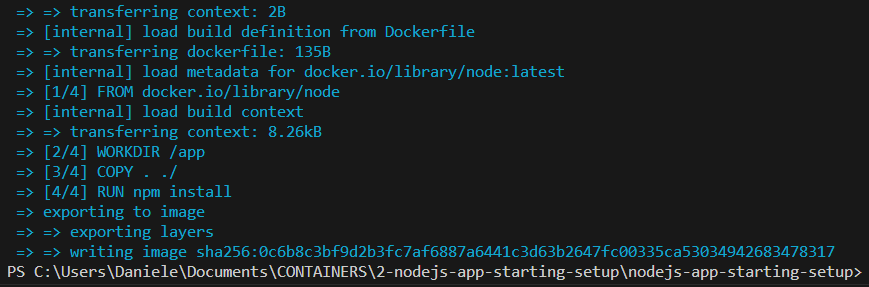 => => transferring context: 2B
=> [internal] load build definition from Dockerfile
=> => transferring dockerfile: 135B
=> [internal] load metadata for docker.io/library/node:latest
=> [1/4] FROM docker.io/library/node
=> [internal] load build context
=> => transferring context: 8.26kB
=> [2/4] WORKDIR /app
=> [3/4] COPY . ./
=> [4/4] RUN npm install
=> exporting to image
=> => exporting layers
=> => writing image sha256:0c6b8c3bf9d2b3fc7af6887a6441c3d63b2647fc00335ca53034942683478317
PS C:\Users\Daniele\Documents\CONTAINERS\2-nodejs-app-starting-setup\nodejs-app-starting-setup>